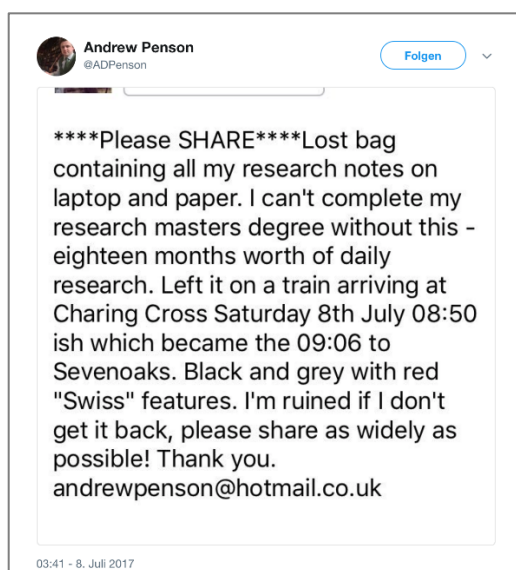 Andrew Penson
@ADPenson
Folgen
****Please SHARE****Lost bag
containing all my research notes on
laptop and paper. I can't complete my
research masters degree without this -
eighteen months worth of daily
research. Left it on a train arriving at
Charing Cross Saturday 8th July 08:50
ish which became the 09:06 to
Sevenoaks. Black and grey with red
"Swiss" features. I'm ruined if I don't
get it back, please share as widely as
possible! Thank you.
andrewpenson@hotmail.co.uk
03:41 - 8. Juli 2017